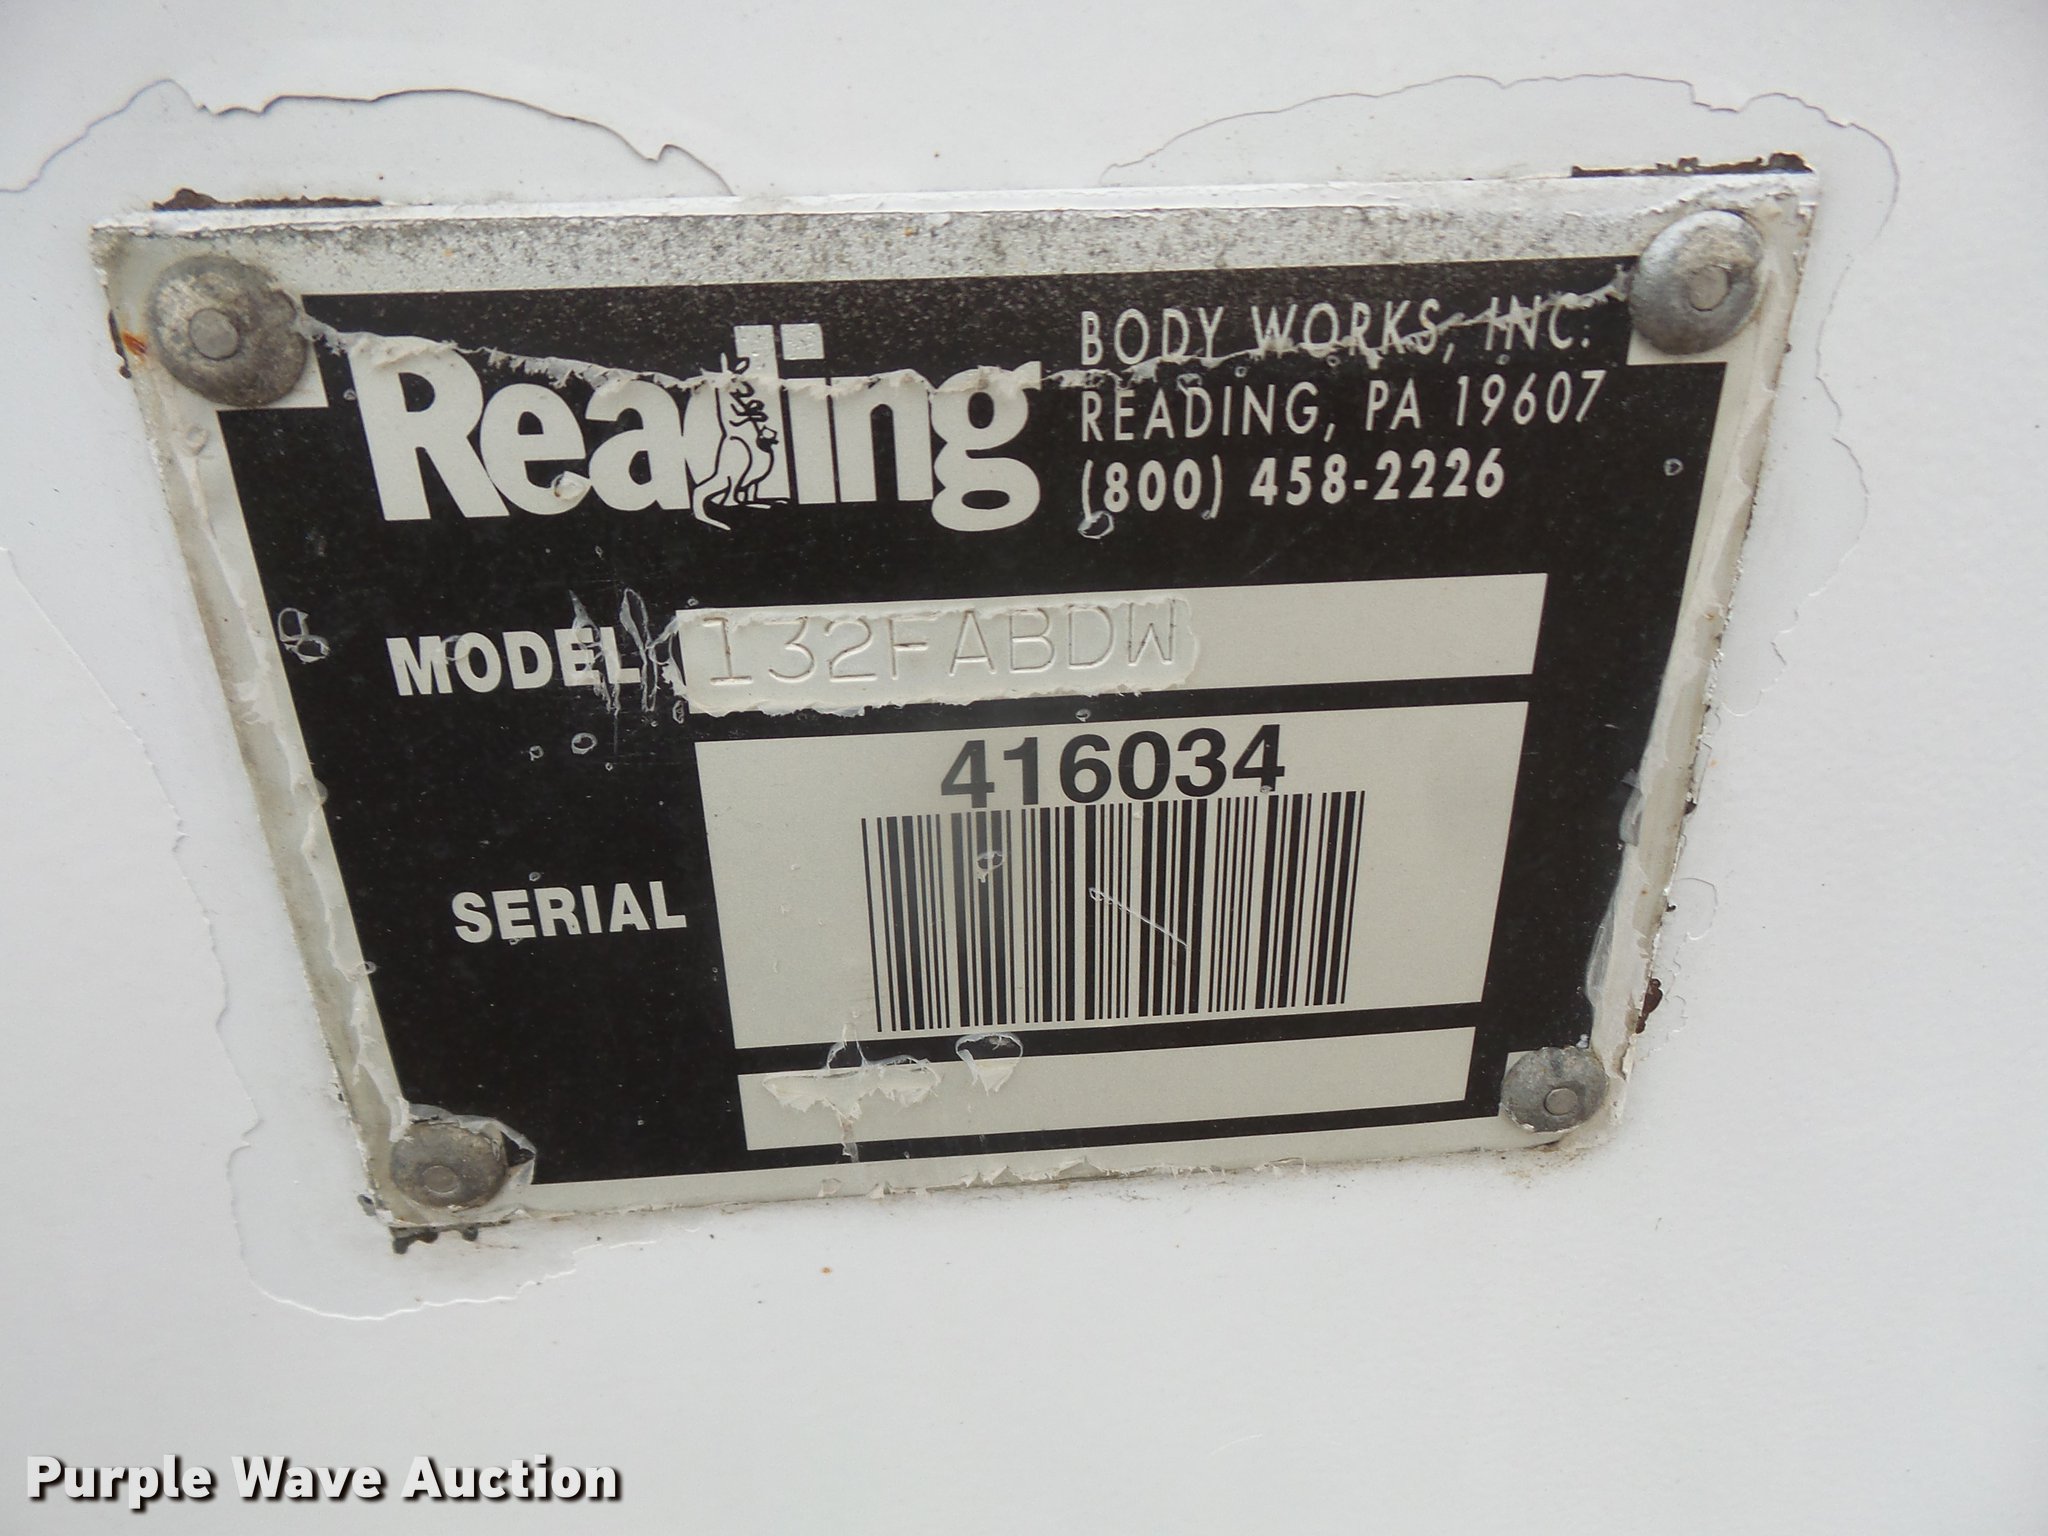 Reading
BODY WORKS, INC.
READING, PA 19607
(800) 458-2226
MODEL 132FABDW
416034
SERIAL
Purple Wave Auction